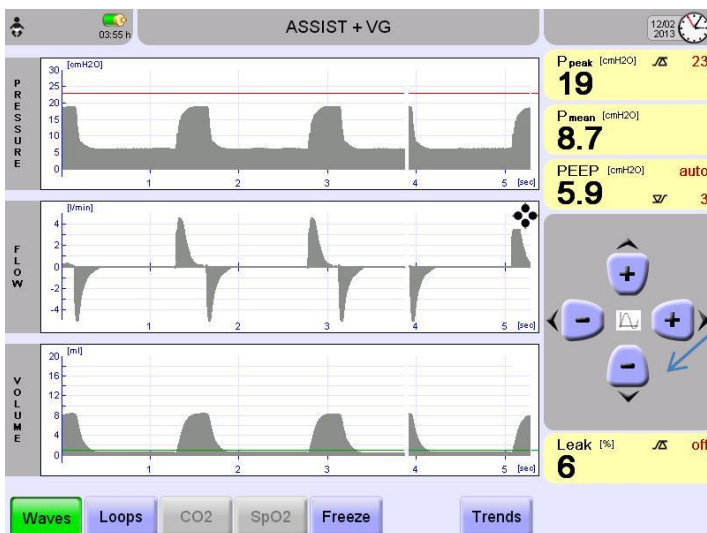 03:55 h
ASSIST + VG
12/02
2013
PRESSURE
[cmH2O]
30
25
20
15
10
5
0
1 2 3 4 5 [sec]
FLOW
[l/min]
4
2
0
-2
-4
1 2 3 4 5 [sec]
VOLUME
[ml]
20
16
12
8
4
0
1 2 3 4 5 [sec]
P peak [cmH2O] 23
19
P mean [cmH2O]
8.7
PEEP [cmH2O] auto
5.9 3
+
- +
-
Leak [%] off
6
Waves Loops CO2 SpO2 Freeze Trends